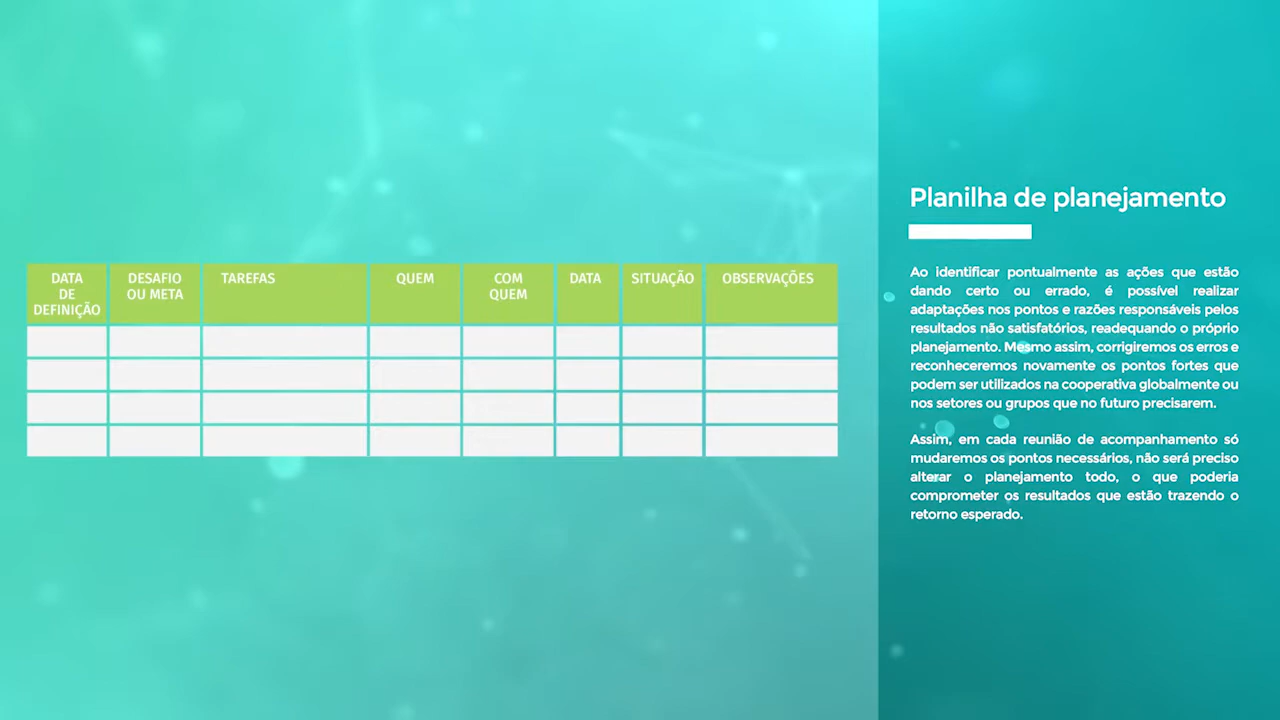 DATA DE DEFINIÇÃO
DESAFIO OU META
TAREFAS
QUEM
COM QUEM
DATA
SITUAÇÃO
OBSERVAÇÕES
Planilha de planejamento
Ao identificar pontualmente as ações que estão
dando certo ou errado, é possível realizar
adaptações nos pontos e razões responsáveis pelos
resultados não satisfatórios, readequando o próprio
planejamento. Mesmo assim, corrigiremos os erros e
reconheceremos novamente os pontos fortes que
podem ser utilizados na cooperativa globalmente ou
nos setores ou grupos que no futuro precisarem.
Assim, em cada reunião de acompanhamento só
mudaremos os pontos necessários, não será preciso
alterar o planejamento todo, o que poderia
comprometer os resultados que estão trazendo o
retorno esperado.